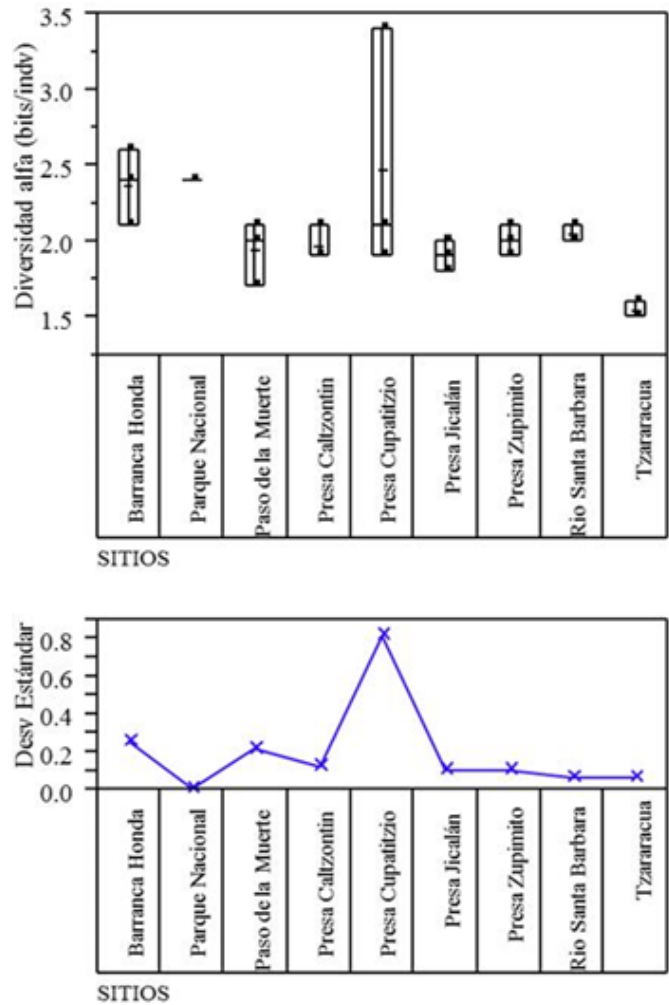 Diversidad alfa (bits/indv)
3.5
3.0
2.5
2.0
1.5
Barranca Honda
Parque Nacional
Paso de la Muerte
Presa Caltzontin
Presa Cupatitzio
Presa Jicalán
Presa Zupimito
Rio Santa Barbara
Tzararacua
SITIOS
Desv Estándar
0.8
0.6
0.4
0.2
0.0
Barranca Honda
Parque Nacional
Paso de la Muerte
Presa Caltzontin
Presa Cupatitzio
Presa Jicalán
Presa Zupimito
Rio Santa Barbara
Tzararacua
SITIOS